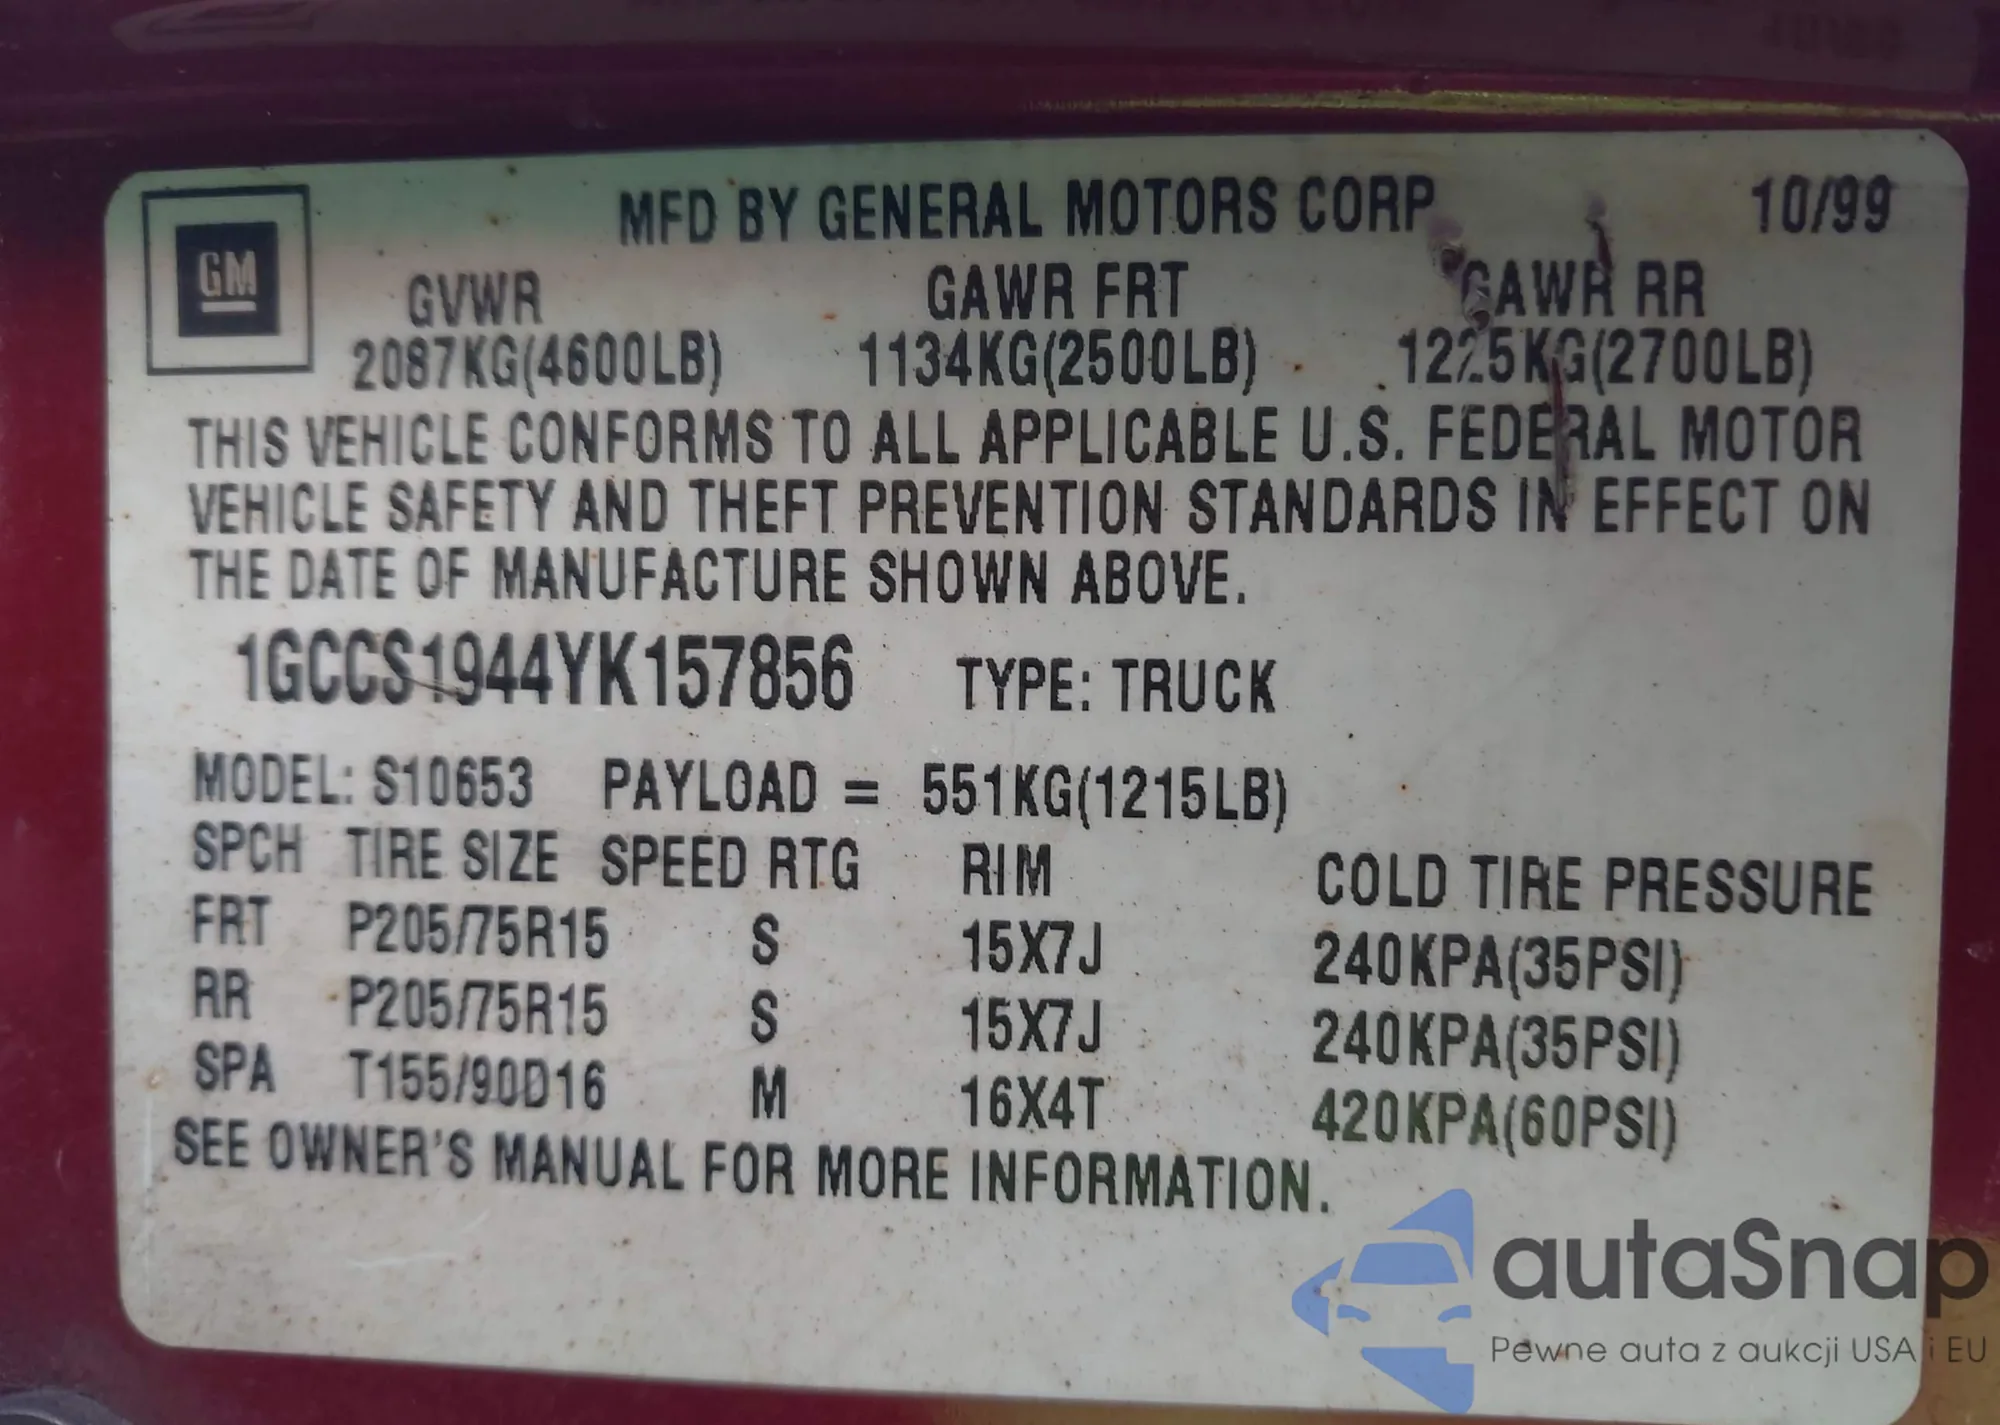 MFD BY GENERAL MOTORS CORP 10/99
GM
GVWR GAWR FRT GAWR RR
2087KG(4600LB) 1134KG(2500LB) 1225KG(2700LB)
THIS VEHICLE CONFORMS TO ALL APPLICABLE U.S. FEDERAL MOTOR
VEHICLE SAFETY AND THEFT PREVENTION STANDARDS IN EFFECT ON
THE DATE OF MANUFACTURE SHOWN ABOVE.
1GCCS1944YK157856 TYPE: TRUCK
MODEL: S10653 PAYLOAD = 551KG(1215LB)
SPCH TIRE SIZE SPEED RTG RIM COLD TIRE PRESSURE
FRT P205/75R15 S 15X7J 240KPA(35PSI)
RR P205/75R15 S 15X7J 240KPA(35PSI)
SPA T155/90D16 M 16X4T 420KPA(60PSI)
SEE OWNER'S MANUAL FOR MORE INFORMATION.
autaSnap
Pewne auta z aukcji USA i EU